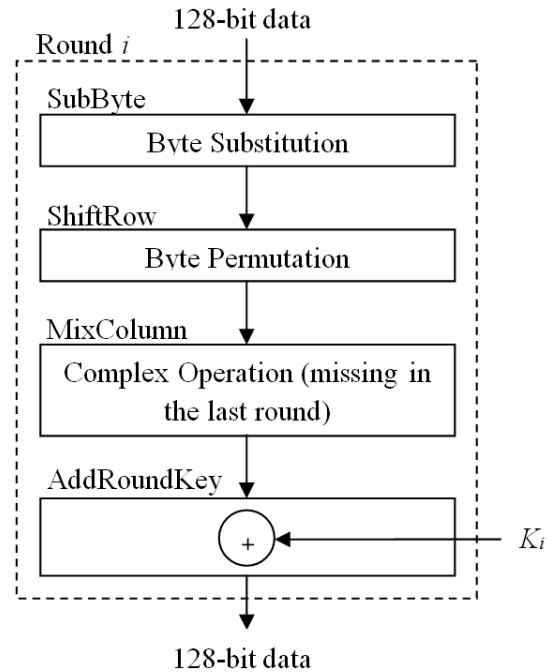 128-bit data
Round i
SubByte
Byte Substitution
ShiftRow
Byte Permutation
MixColumn
Complex Operation (missing in
the last round)
AddRoundKey
+
Ki
128-bit data